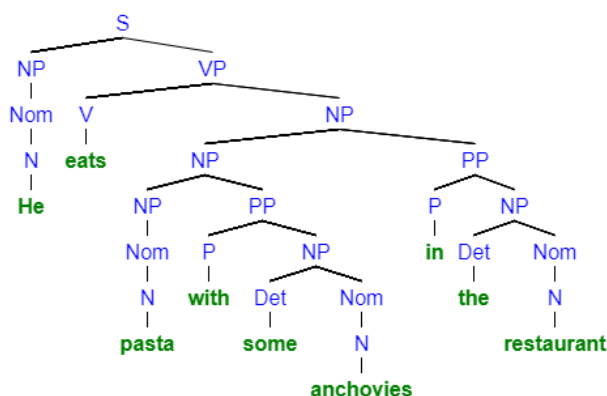 S
NP VP
Nom V NP
N eats NP PP
He NP PP P NP
Nom P NP in Det Nom
N with Det Nom the N
pasta some N restaurant
anchovies